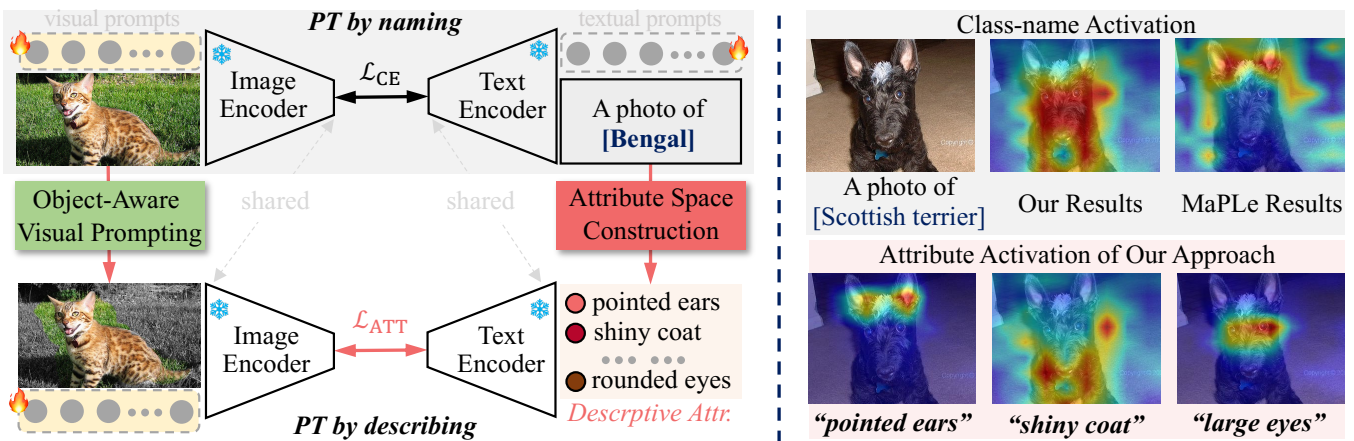 visual prompts
PT by naming
textual prompts
Image
Encoder
ℒCE
Text
Encoder
A photo of
[Bengal]
Object-Aware
Visual Prompting
shared
shared
Attribute Space
Construction
Image
Encoder
ℒATT
Text
Encoder
pointed ears
shiny coat
rounded eyes
Descrptive Attr.
PT by describing
Class-name Activation
A photo of
[Scottish terrier]
Our Results
MaPLe Results
Attribute Activation of Our Approach
“pointed ears”
“shiny coat”
“large eyes”